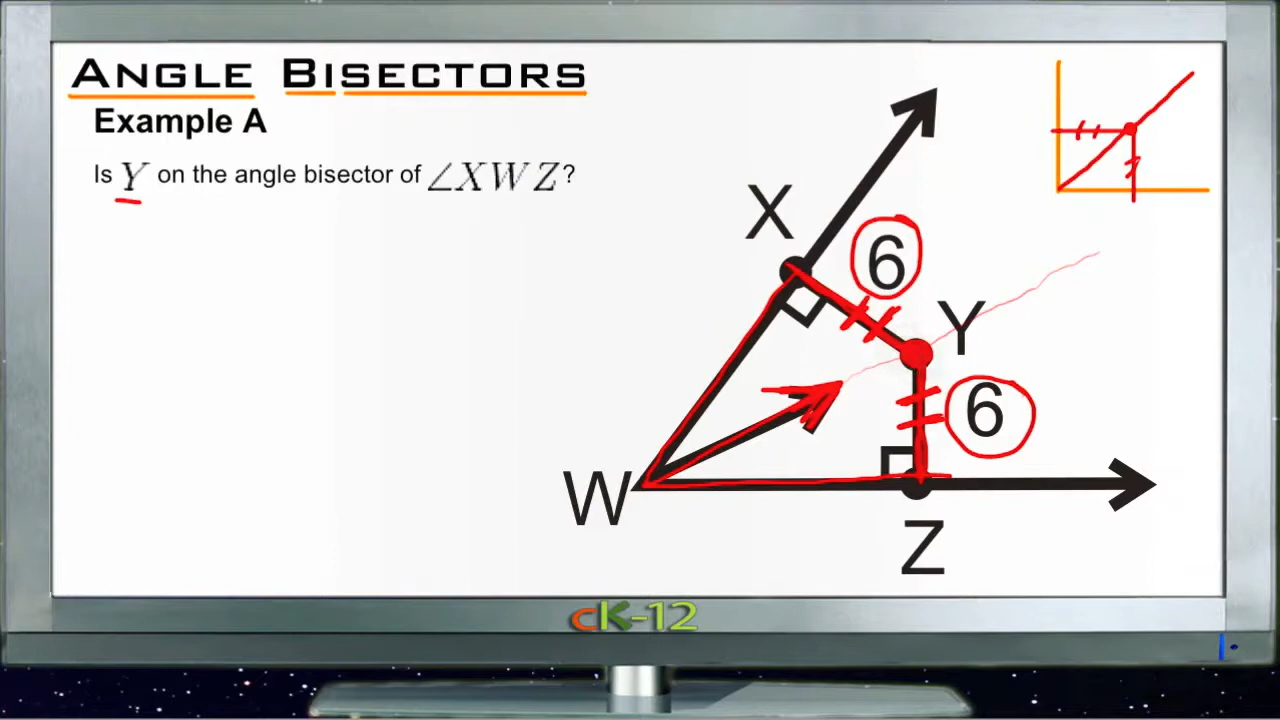 ANGLE BISECTORS
Example A
Is Y on the angle bisector of ∠XWZ?
X
6
Y
6
W
Z
cK-12